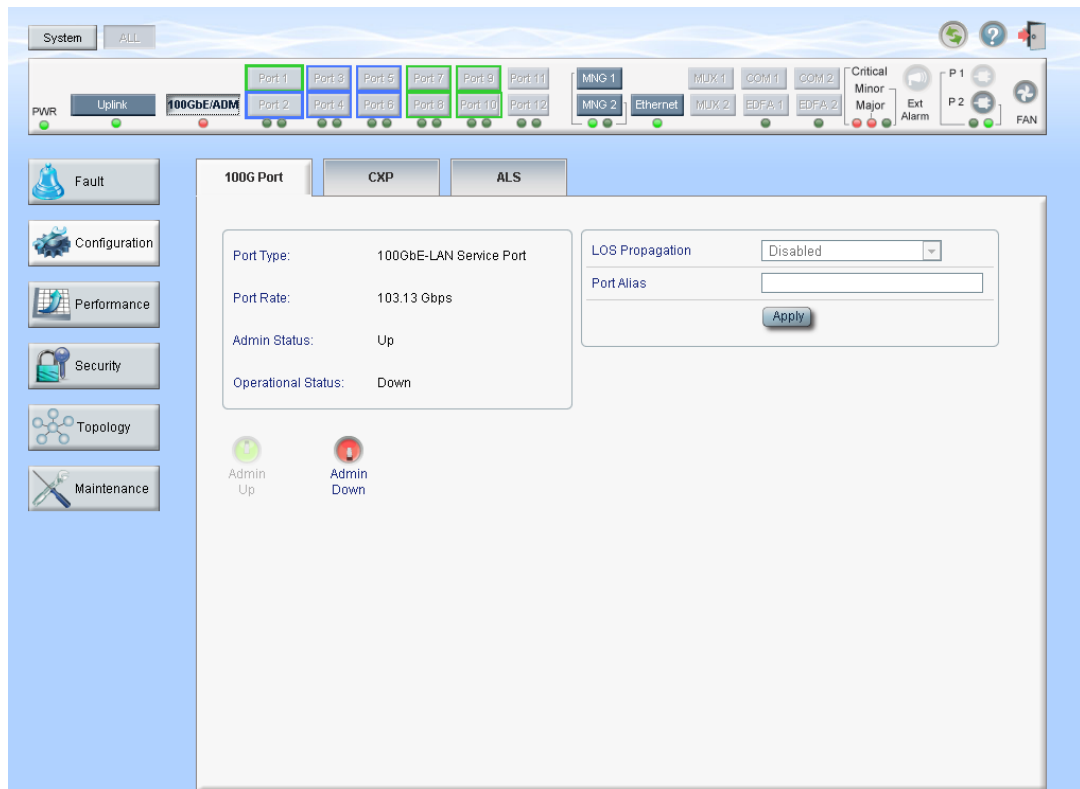 System ALL
Port 1 Port 3 Port 5 Port 7 Port 9 Port 11 MNG 1 MUX 1 COM 1 COM 2 Critical P 1
Minor
PWR Uplink 100GbE/ADM Port 2 Port 4 Port 6 Port 8 Port 10 Port 12 MNG 2 Ethernet MUX 2 EDFA 1 EDFA 2 Major Ext P 2
Alarm FAN
Fault
Configuration
Performance
Security
Topology
Maintenance
100G Port CXP ALS
Port Type: 100GbE-LAN Service Port
Port Rate: 103.13 Gbps
Admin Status: Up
Operational Status: Down
LOS Propagation Disabled
Port Alias
Apply
Admin Up
Admin Down